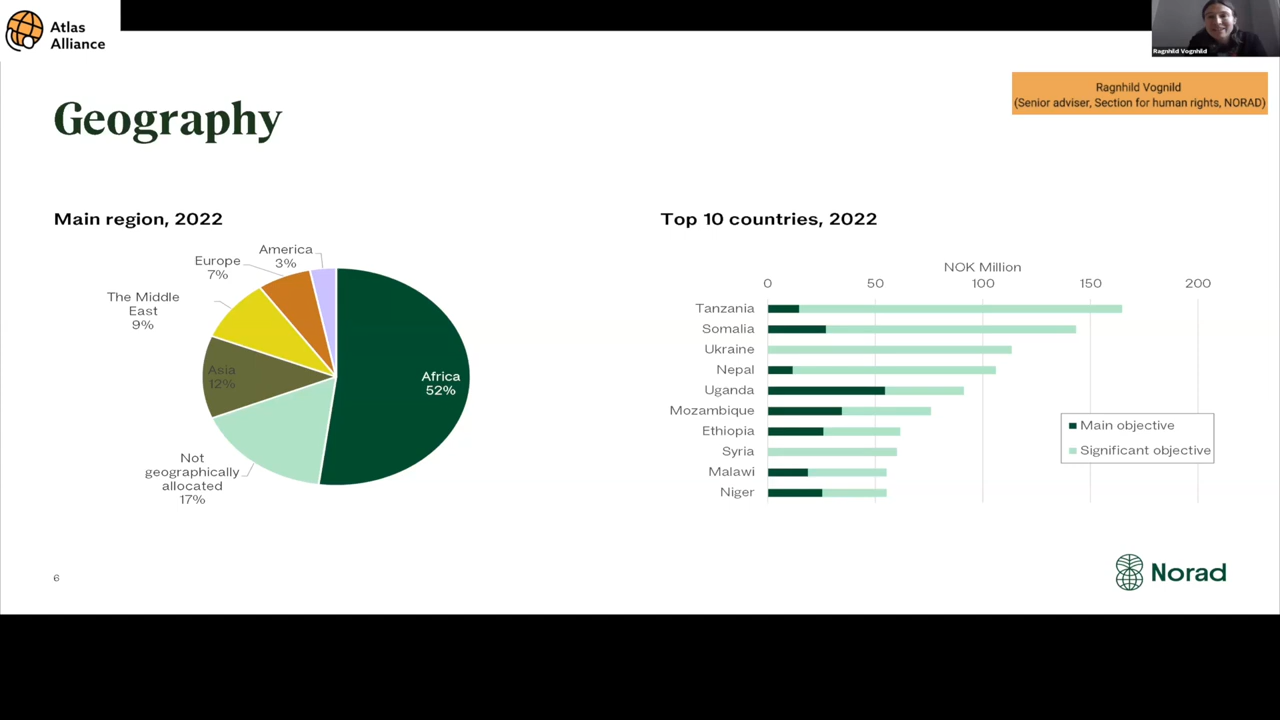 Atlas
Alliance
Ragnhild Vognhild
Ragnhild Vognild
(Senior adviser, Section for human rights, NORAD)
Geography
Main region, 2022
America
3%
Europe
7%
The Middle
East
9%
Asia
12%
Africa
52%
Not
geographically
allocated
17%
Top 10 countries, 2022
NOK Million
0 50 100 150 200
Tanzania
Somalia
Ukraine
Nepal
Uganda
Mozambique
Ethiopia
Syria
Malawi
Niger
Main objective
Significant objective
6
Norad